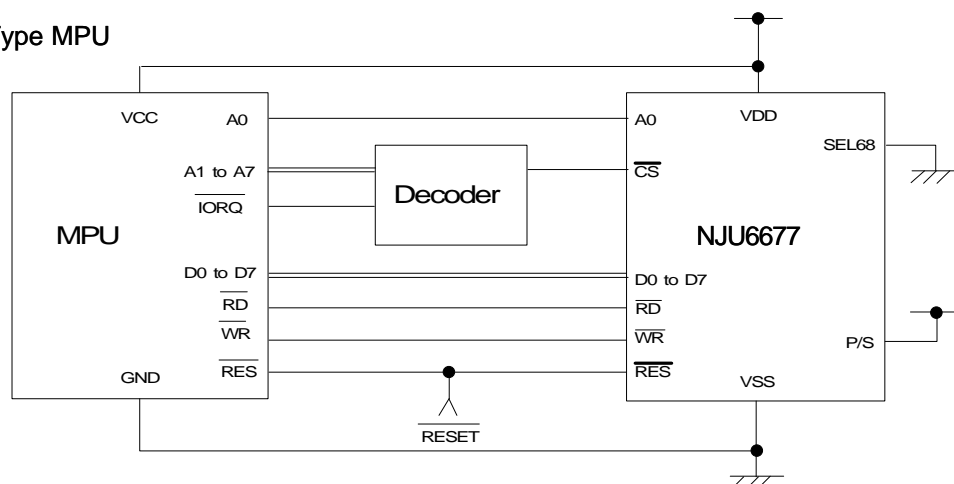 Type MPU
VCC
A0
A1 to A7
IORQ
MPU
D0 to D7
RD
WR
RES
GND
Decoder
RESET
A0
VDD
SEL68
CS
NJU6677
D0 to D7
RD
WR
P/S
RES
VSS